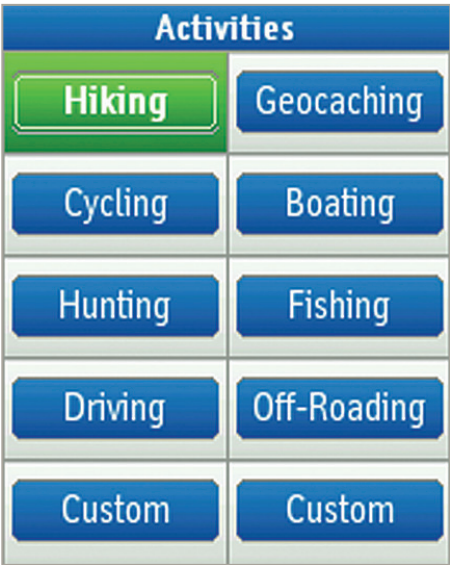 Activities
Hiking Geocaching
Cycling Boating
Hunting Fishing
Driving Off-Roading
Custom Custom